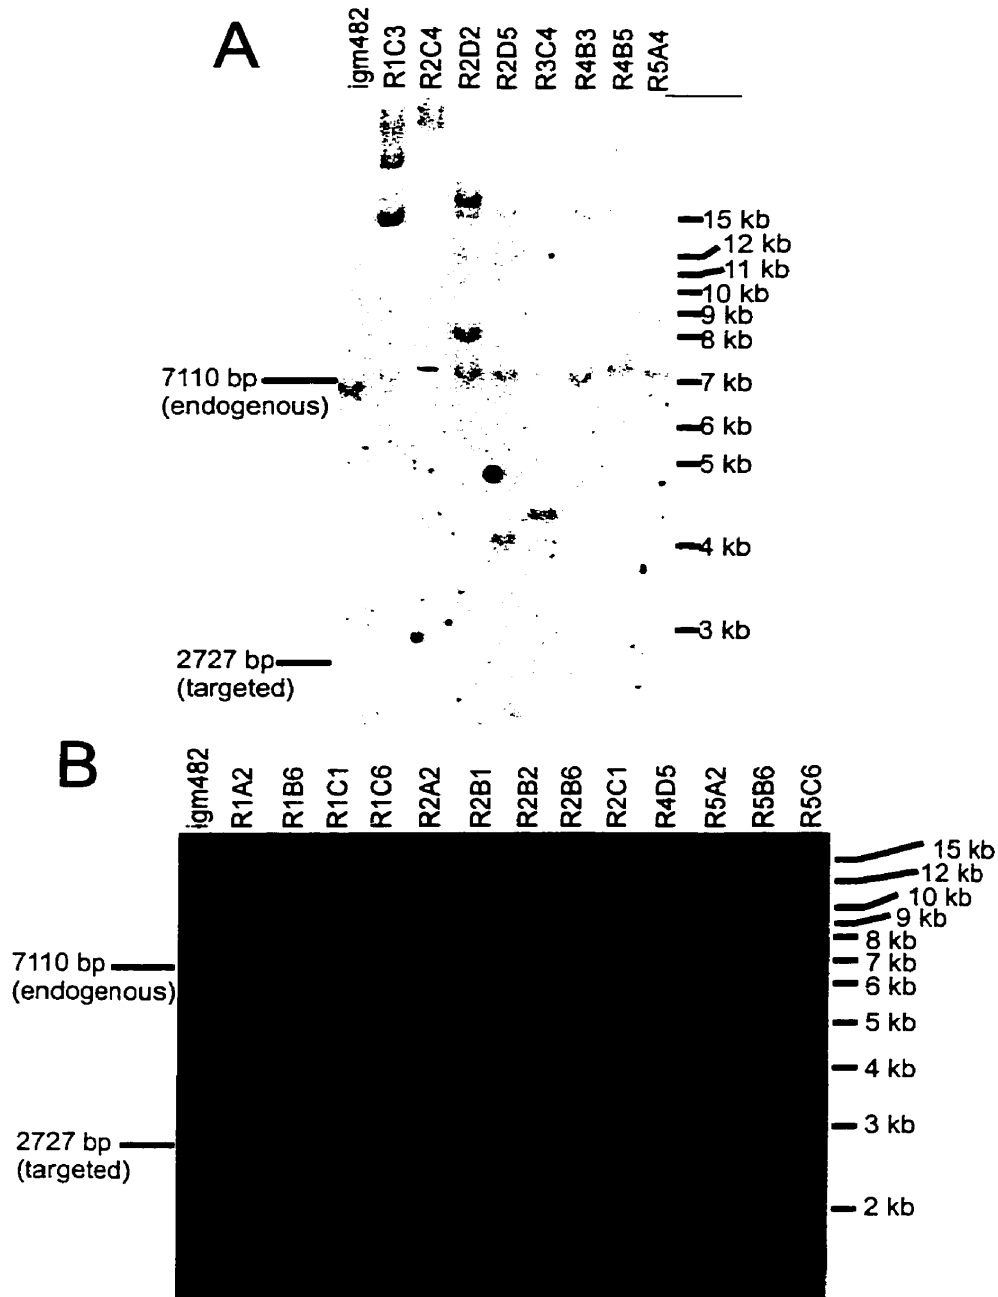 A
igm482
R1C3
R2C4
R2D2
R2D5
R3C4
R4B3
R4B5
R5A4
15 kb
12 kb
11 kb
10 kb
9 kb
8 kb
7110 bp
(endogenous)
7 kb
6 kb
5 kb
4 kb
3 kb
2727 bp
(targeted)
B
igm482
R1A2
R1B6
R1C1
R1C6
R2A2
R2B1
R2B2
R2B6
R2C1
R4D5
R5A2
R5B6
R5C6
15 kb
12 kb
10 kb
9 kb
8 kb
7110 bp
(endogenous)
7 kb
6 kb
5 kb
4 kb
3 kb
2727 bp
(targeted)
2 kb